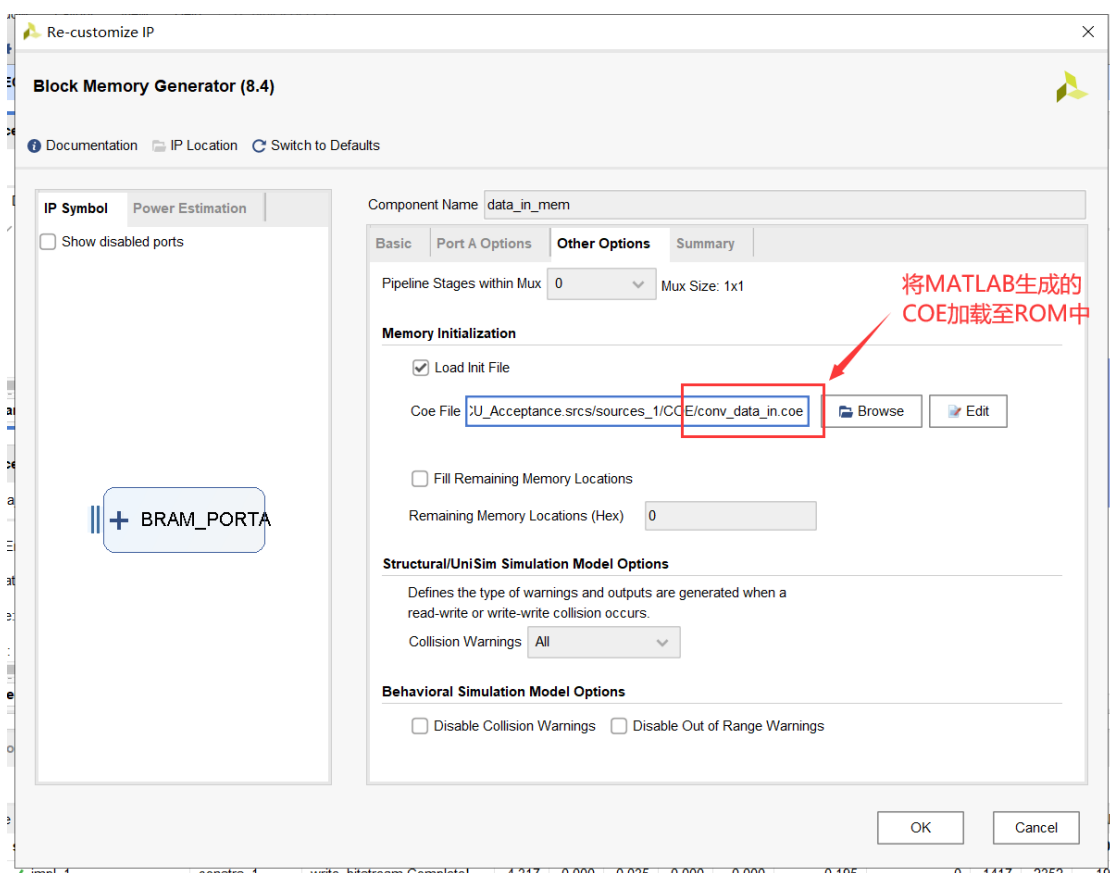 Re-customize IP
Block Memory Generator (8.4)
Documentation IP Location Switch to Defaults
IP Symbol Power Estimation
Show disabled ports
BRAM_PORTA
Component Name data_in_mem
Basic Port A Options Other Options Summary
Pipeline Stages within Mux 0 Mux Size: 1x1
将MATLAB生成的
COE加载至ROM中
Memory Initialization
Load Init File
Coe File CU_Acceptance.srcs/sources_1/COE/conv_data_in.coe Browse Edit
Fill Remaining Memory Locations
Remaining Memory Locations (Hex) 0
Structural/UniSim Simulation Model Options
Defines the type of warnings and outputs are generated when a
read-write or write-write collision occurs.
Collision Warnings All
Behavioral Simulation Model Options
Disable Collision Warnings Disable Out of Range Warnings
OK Cancel